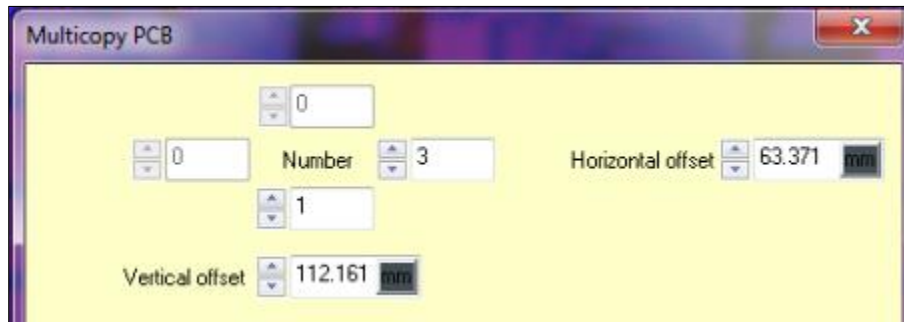 Multicopy PCB
0
0 Number 3 Horizontal offset 63.371 mm
1
Vertical offset 112.161 mm